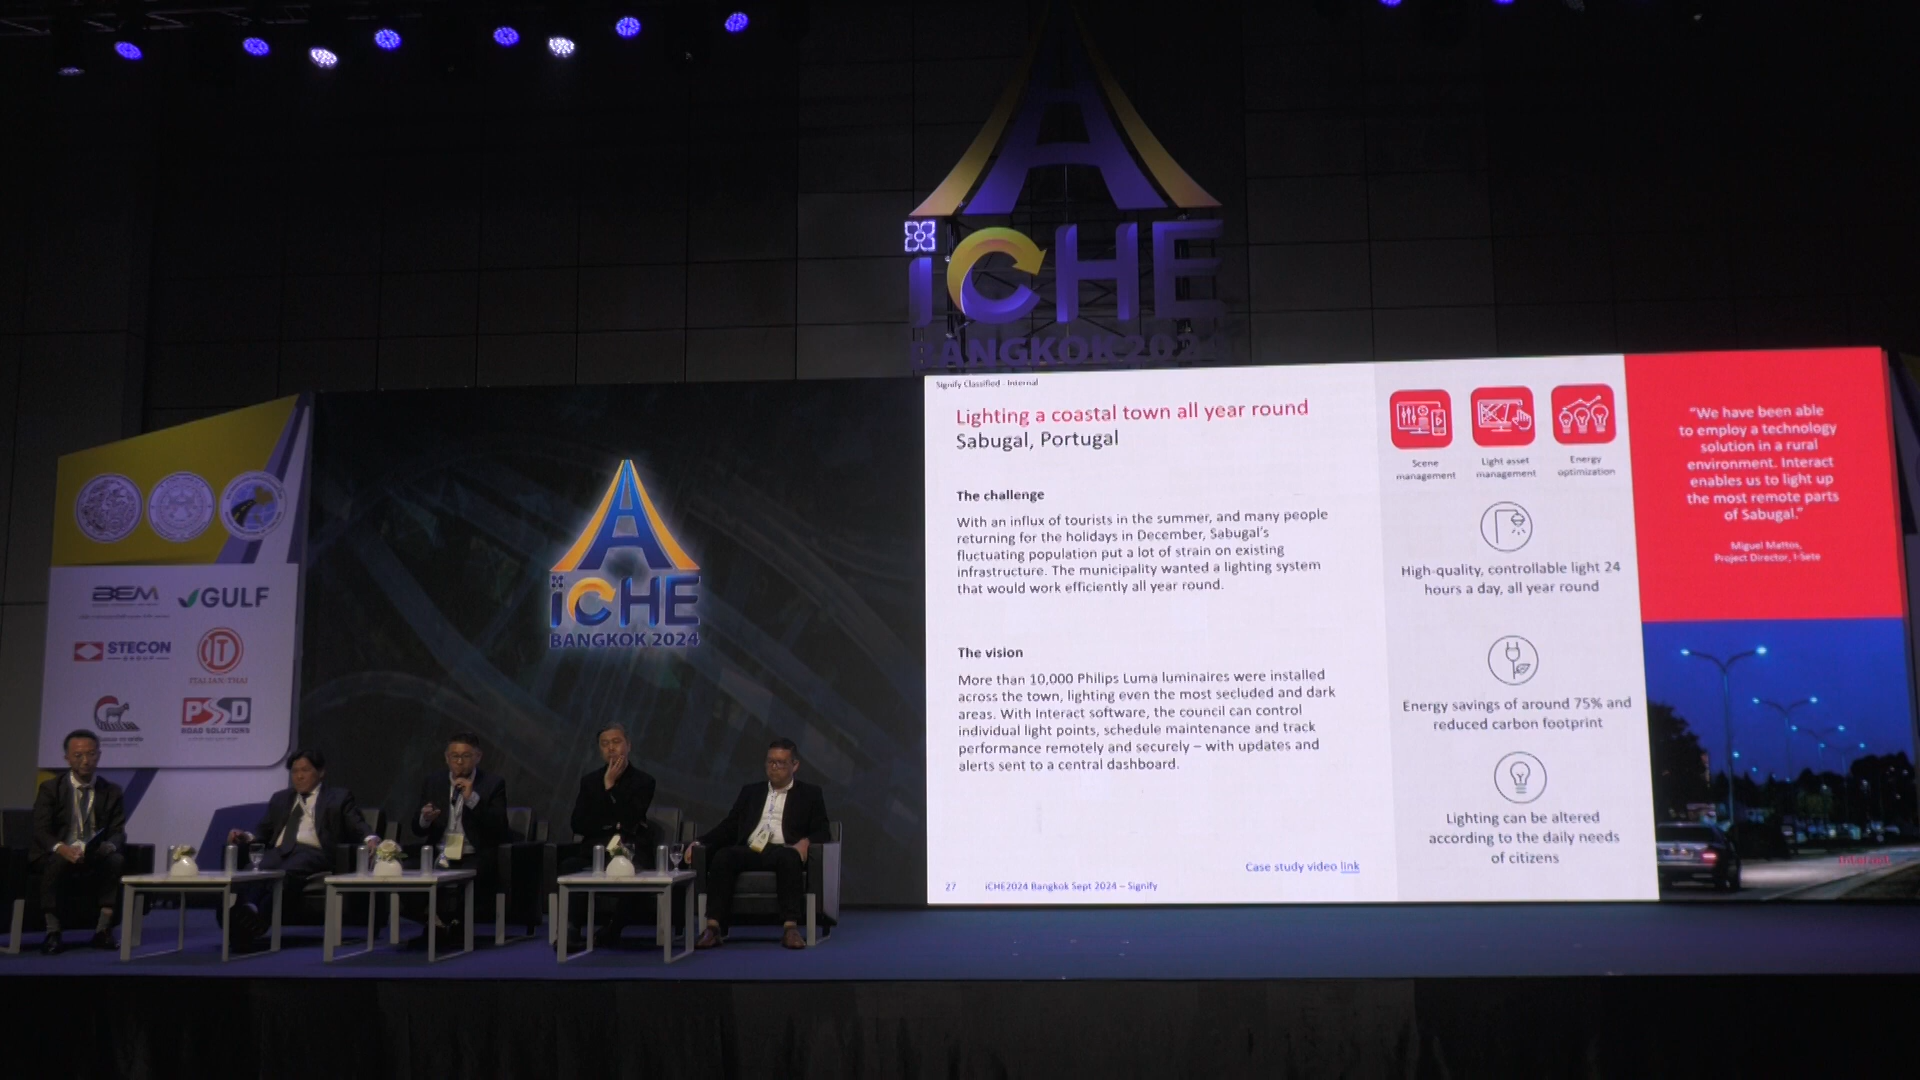 iCHE
BANGKOK 2024
BEM
GULF
STECON
GROUP
ITD
ITALIAN-THAI
PSSD
ROAD SOLUTIONS
iCHE
BANGKOK 2024
Signify Classified - Internal
Lighting a coastal town all year round
Sabugal, Portugal
The challenge
With an influx of tourists in the summer, and many people
returning for the holidays in December, Sabugal's
fluctuating population put a lot of strain on existing
infrastructure. The municipality wanted a lighting system
that would work efficiently all year round.
The vision
More than 10,000 Philips Luma luminaires were installed
across the town, lighting even the most secluded and dark
areas. With Interact software, the council can control
individual light points, schedule maintenance and track
performance remotely and securely – with updates and
alerts sent to a central dashboard.
Case study video link
27 iCHE2024 Bangkok Sept 2024 – Signify
Scene
management
Light asset
management
Energy
optimization
High-quality, controllable light 24
hours a day, all year round
Energy savings of around 75% and
reduced carbon footprint
Lighting can be altered
according to the daily needs
of citizens
"We have been able
to employ a technology
solution in a rural
environment. Interact
enables us to light up
the most remote parts
of Sabugal."
Miguel Mattos,
Project Director, I-Sete
interact